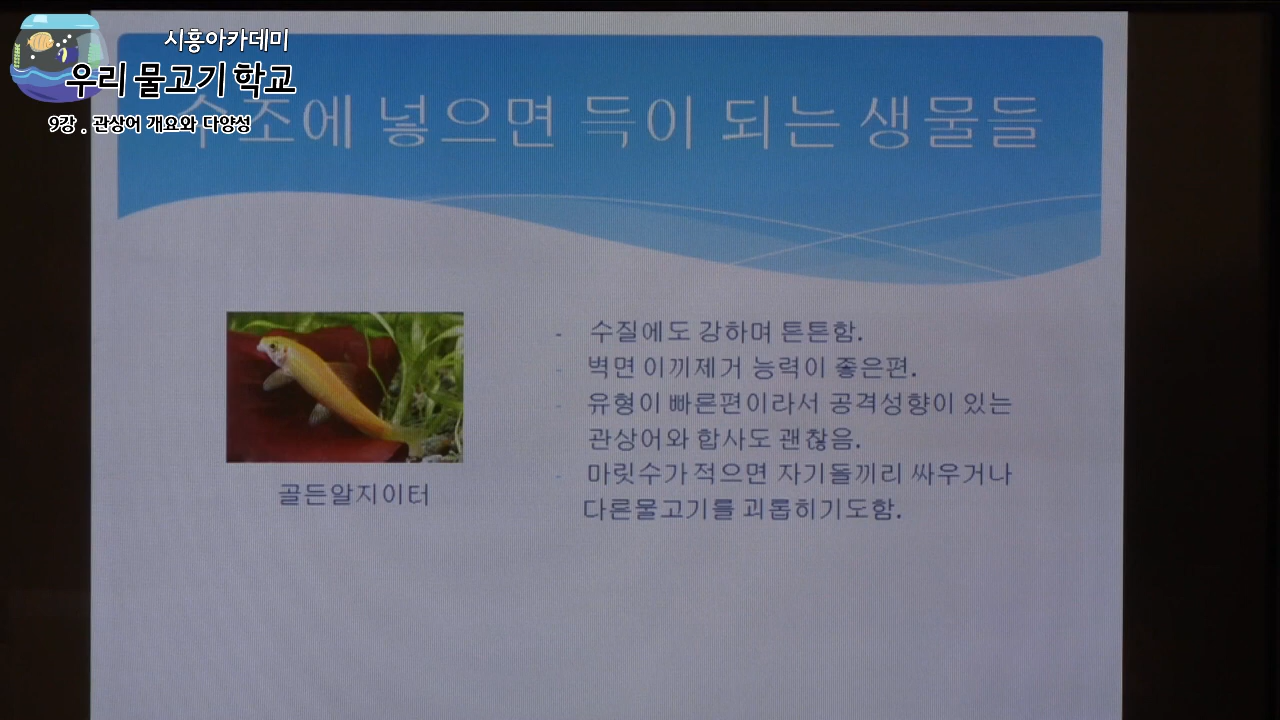 시흥아카데미
우리 물고기 학교
9강 . 관상어 개요와 다양성
수조에 넣으면 득이 되는 생물들
- 수질에도 강하며 튼튼함.
- 벽면 이끼제거 능력이 좋은편.
- 유형이 빠른편이라서 공격성향이 있는
관상어와 합사도 괜찮음.
- 마릿수가 적으면 자기들끼리 싸우거나
다른물고기를 괴롭히기도함.
골든알지이터